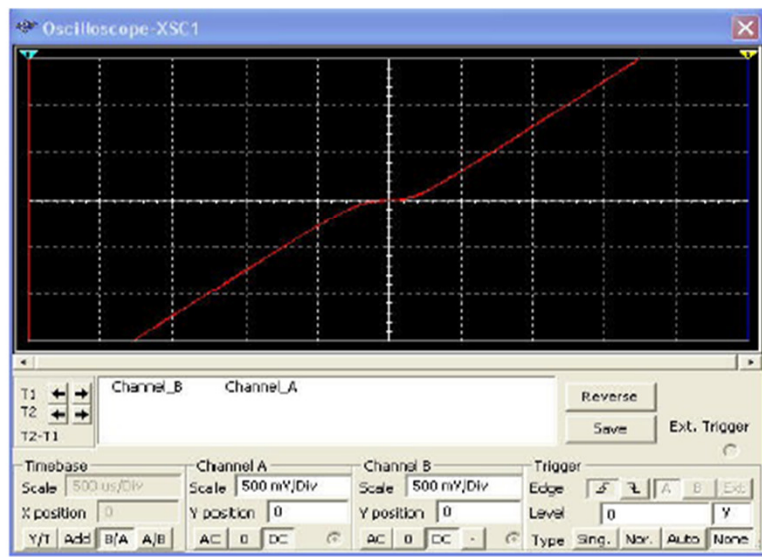 Oscilloscope-XSC1
T1
T2
T2-T1
Channel_B Channel_A
Reverse
Save
Ext. Trigger
Timebase
Scale 500 us/Div
X position 0
Y/T Add B/A A/B
Channel A
Scale 500 mV/Div
Y position 0
AC 0 DC
Channel B
Scale 500 mV/Div
Y position 0
AC 0 DC -
Trigger
Edge A B Ext
Level 0 V
Type Sing. Nor. Auto None